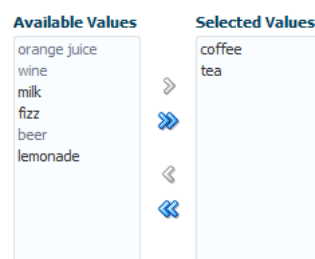 Available Values
orange juice
wine
milk
fizz
beer
lemonade
Selected Values
coffee
tea